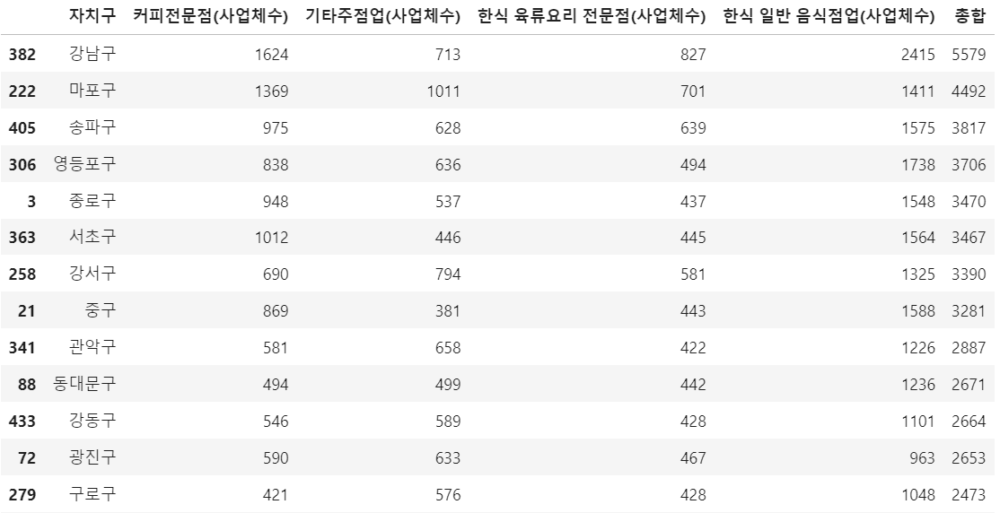 자치구 커피전문점(사업체수) 기타주점업(사업체수) 한식 육류요리 전문점(사업체수) 한식 일반 음식점업(사업체수) 총합
382 강남구 1624 713 827 2415 5579
222 마포구 1369 1011 701 1411 4492
405 송파구 975 628 639 1575 3817
306 영등포구 838 636 494 1738 3706
3 종로구 948 537 437 1548 3470
363 서초구 1012 446 445 1564 3467
258 강서구 690 794 581 1325 3390
21 중구 869 381 443 1588 3281
341 관악구 581 658 422 1226 2887
88 동대문구 494 499 442 1236 2671
433 강동구 546 589 428 1101 2664
72 광진구 590 633 467 963 2653
279 구로구 421 576 428 1048 2473